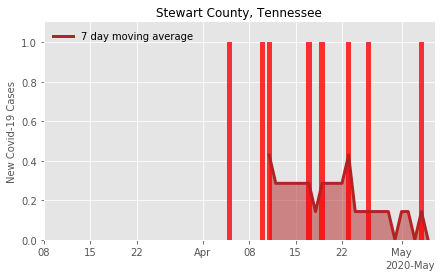 Stewart County, Tennessee
7 day moving average
New Covid-19 Cases
1.0
0.8
0.6
0.4
0.2
0.0
08 15 22 Apr 08 15 22 May
2020-May